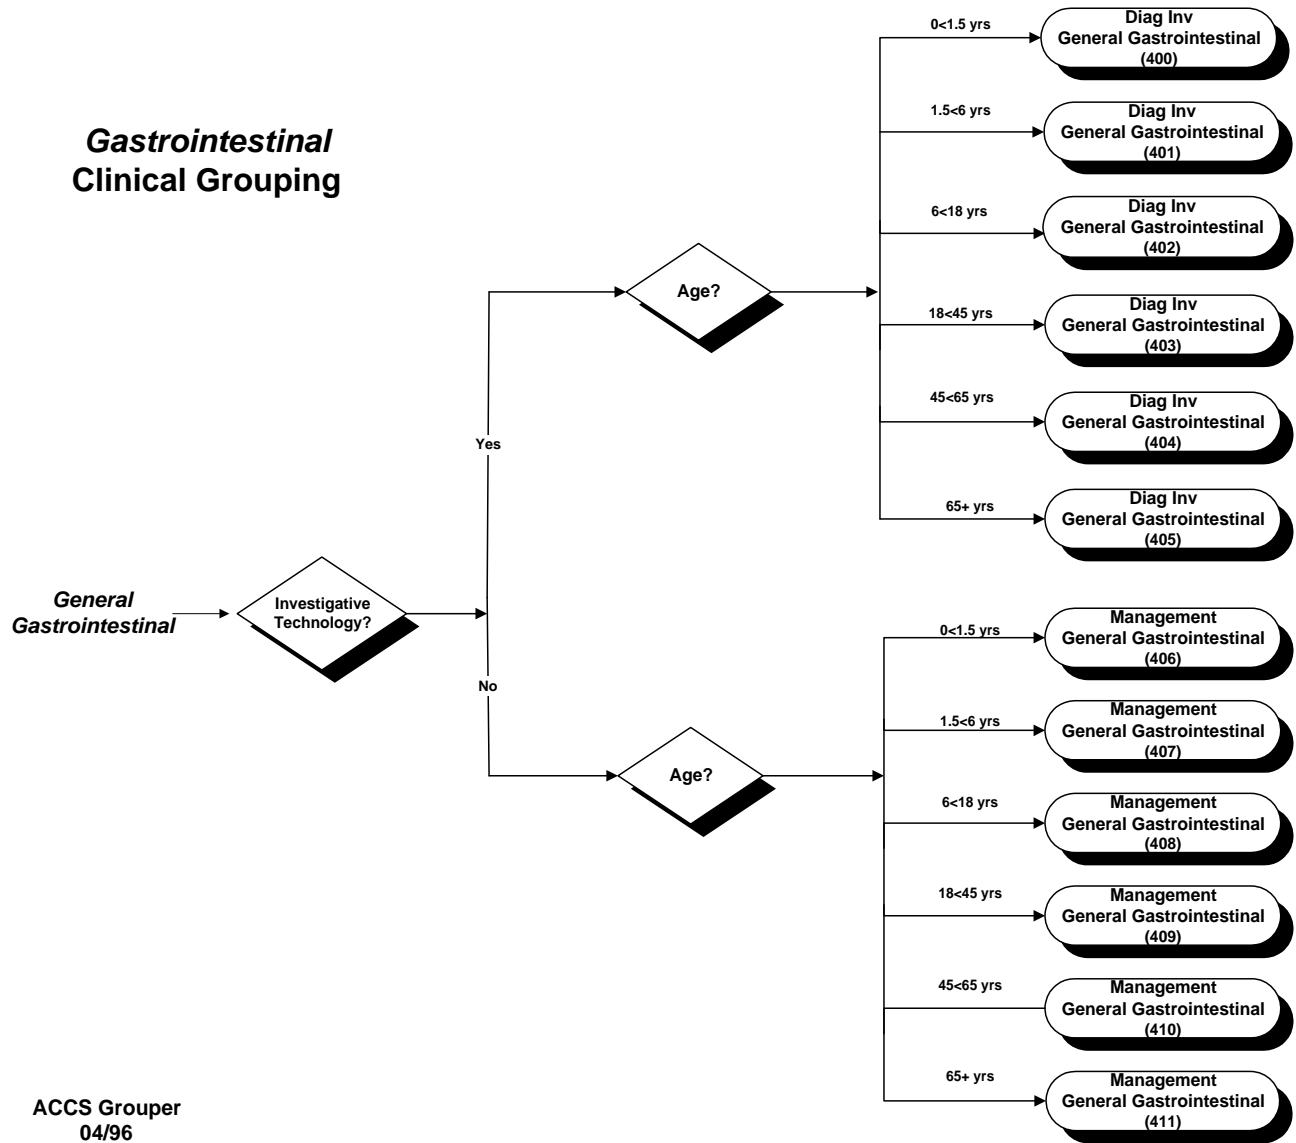 Gastrointestinal
Clinical Grouping
General
Gastrointestinal
Investigative
Technology?
Yes
No
Age?
0<1.5 yrs
Diag Inv
General Gastrointestinal
(400)
1.5<6 yrs
Diag Inv
General Gastrointestinal
(401)
6<18 yrs
Diag Inv
General Gastrointestinal
(402)
18<45 yrs
Diag Inv
General Gastrointestinal
(403)
45<65 yrs
Diag Inv
General Gastrointestinal
(404)
65+ yrs
Diag Inv
General Gastrointestinal
(405)
Age?
0<1.5 yrs
Management
General Gastrointestinal
(406)
1.5<6 yrs
Management
General Gastrointestinal
(407)
6<18 yrs
Management
General Gastrointestinal
(408)
18<45 yrs
Management
General Gastrointestinal
(409)
45<65 yrs
Management
General Gastrointestinal
(410)
65+ yrs
Management
General Gastrointestinal
(411)
ACCS Grouper
04/96